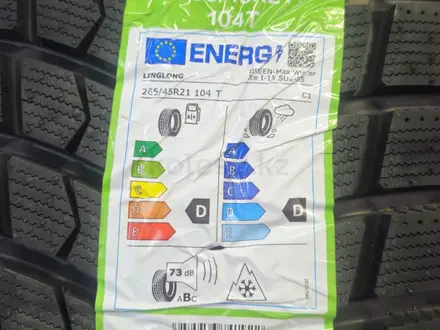 104T
ENERG
LINGLONG
GREEN-Max Winter
Ice I-15 SUV
265/45R21 104 T
C1
A
B
C
D
E
D
A
B
C
D
E
D
73 dB
ABC